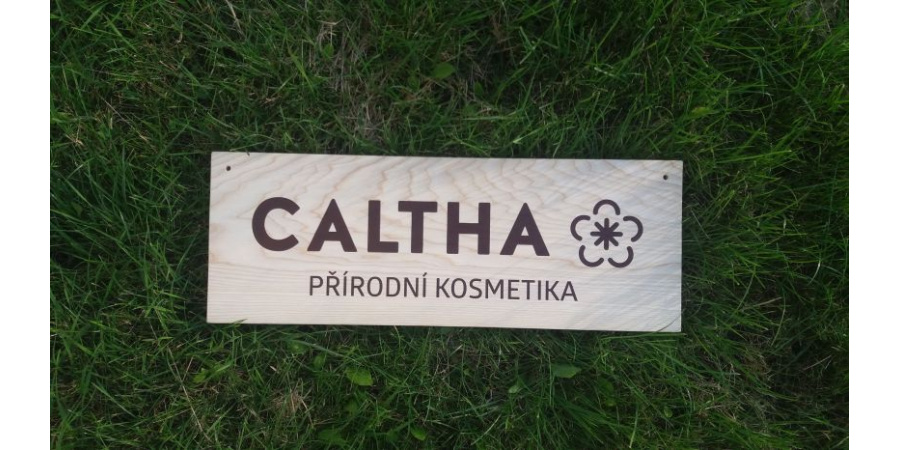 CALTHA
PŘÍRODNÍ KOSMETIKA